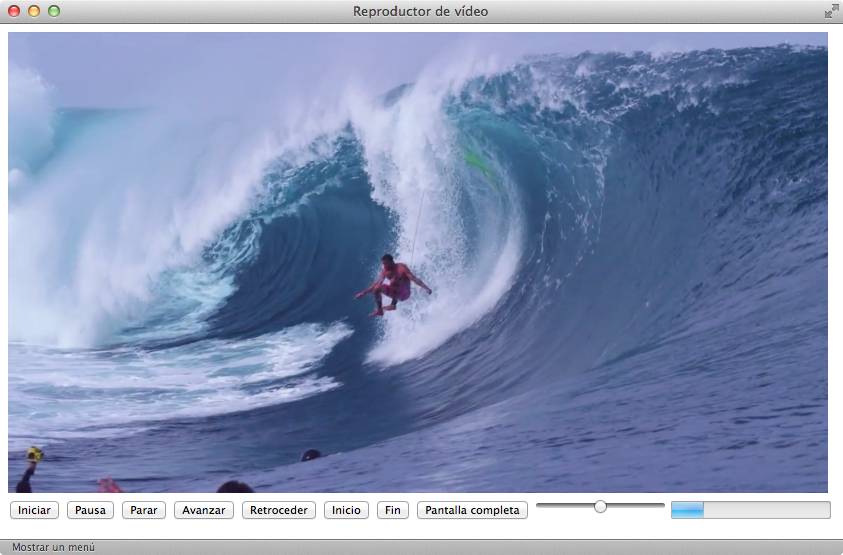 Reproductor de vídeo
Iniciar Pausa Parar Avanzar Retroceder Inicio Fin Pantalla completa
Mostrar un menú